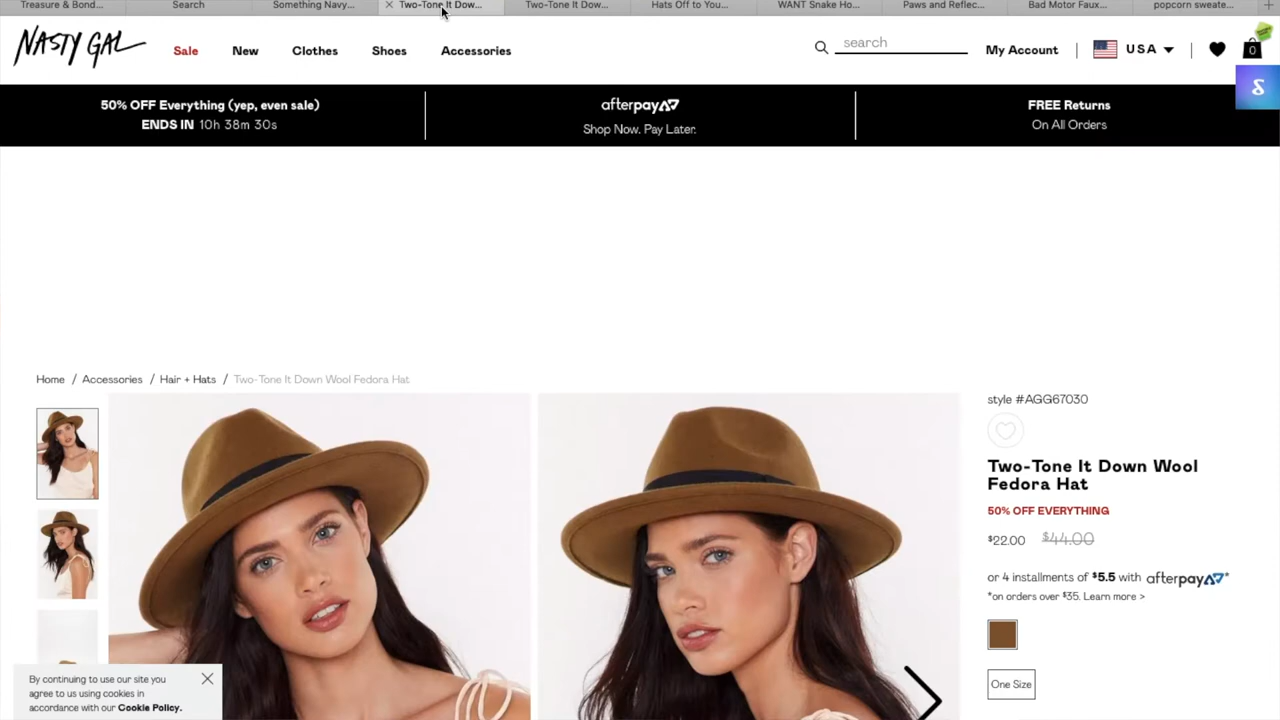 Treasure & Bond...
Search
Something Navy...
Two-Tone It Dow...
Two-Tone It Dow...
Hats Off to You...
WANT Snake Ho...
Paws and Reflec...
Bad Motor Faux...
popcorn sweate...
NASTY GAL
Sale
New
Clothes
Shoes
Accessories
search
My Account
USA
0
50% OFF Everything (yep, even sale)
ENDS IN 10h 38m 30s
afterpay
Shop Now. Pay Later.
FREE Returns
On All Orders
Home / Accessories / Hair + Hats / Two-Tone It Down Wool Fedora Hat
style #AGG67030
Two-Tone It Down Wool
Fedora Hat
50% OFF EVERYTHING
$22.00 $44.00
or 4 installments of $5.5 with afterpay*
*on orders over $35. Learn more >
One Size
By continuing to use our site you
agree to us using cookies in
accordance with our Cookie Policy.